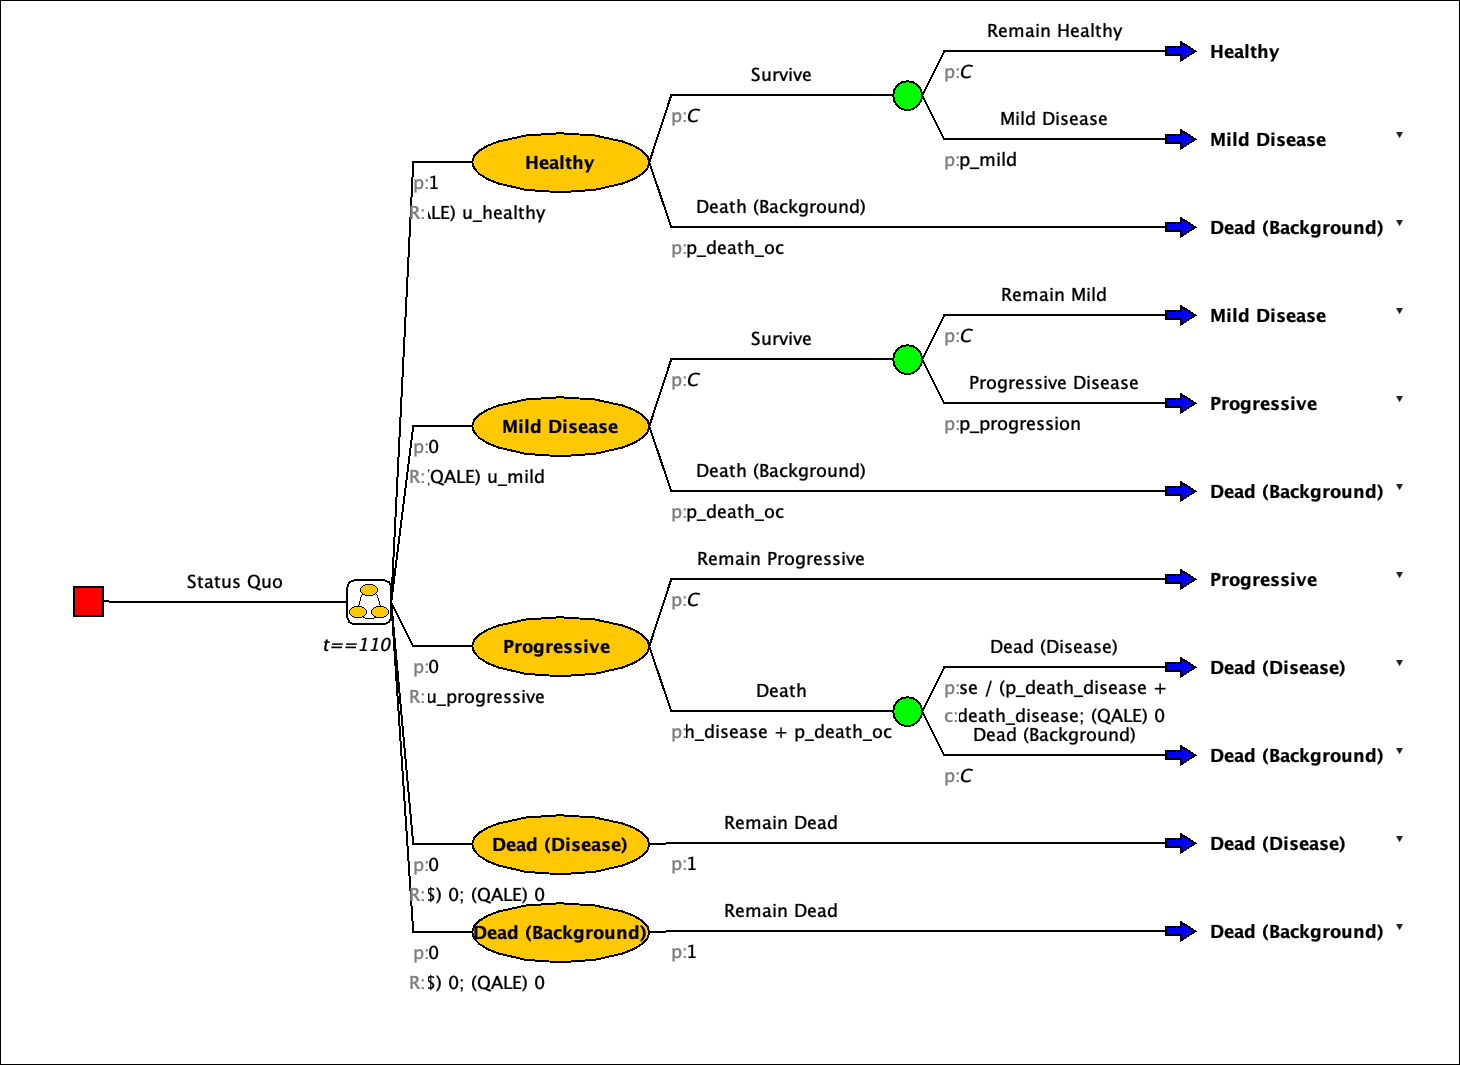 Remain Healthy
Healthy
p:C
Survive
p:C
Mild Disease
Mild Disease
p:p_mild
Healthy
p:1
R:ALE) u_healthy
Death (Background)
Dead (Background)
p:p_death_oc
Remain Mild
Mild Disease
p:C
Survive
p:C
Progressive Disease
Progressive
p:p_progression
Mild Disease
p:0
R:(QALE) u_mild
Death (Background)
Dead (Background)
p:p_death_oc
Status Quo
t==110
Remain Progressive
Progressive
p:C
Progressive
p:0
R:u_progressive
Dead (Disease)
Dead (Disease)
p:se / (p_death_disease +
c:death_disease; (QALE) 0
Death
p:h_disease + p_death_oc
Dead (Background)
Dead (Background)
p:C
Remain Dead
Dead (Disease)
Dead (Disease)
p:0
p:1
R:$) 0; (QALE) 0
Remain Dead
Dead (Background)
Dead (Background)
p:0
p:1
R:$) 0; (QALE) 0